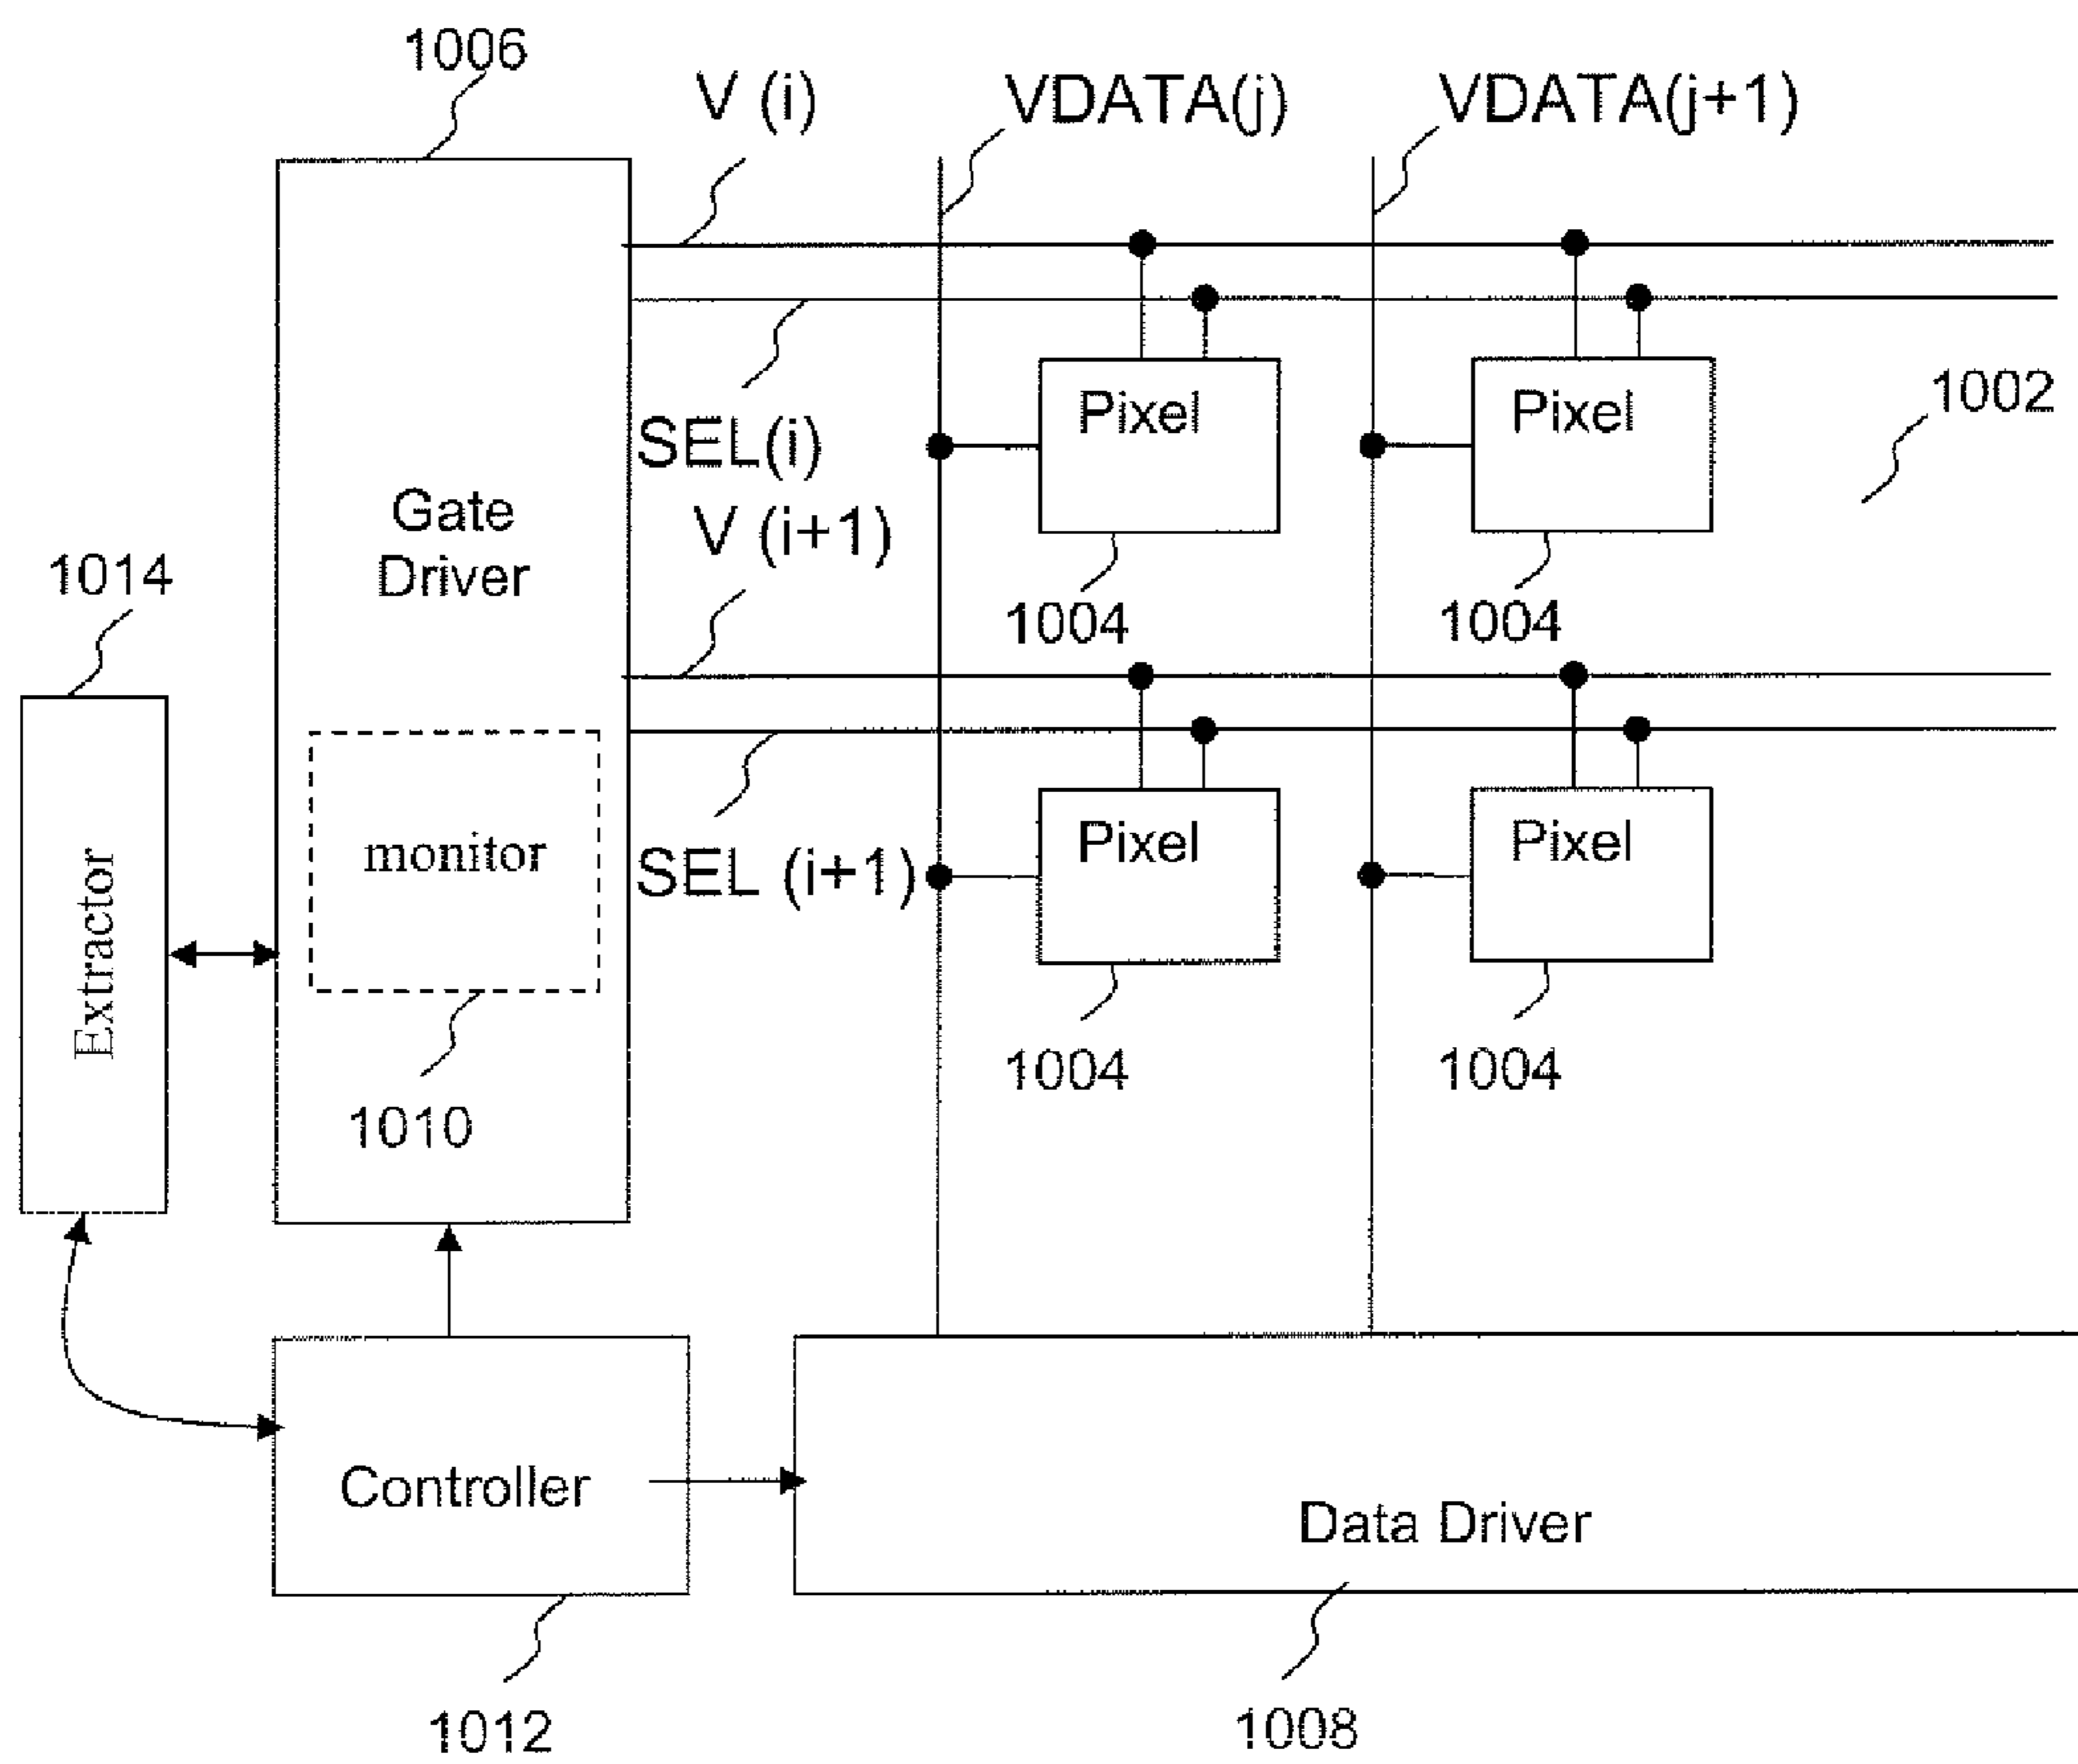 1006
V (i)
VDATA(j)
VDATA(j+1)
SEL(i)
Pixel
Pixel
1002
Gate
Driver
V (i+1)
1014
1004
1004
monitor
SEL (i+1)
Pixel
Pixel
Extractor
1010
1004
1004
Controller
Data Driver
1012
1008